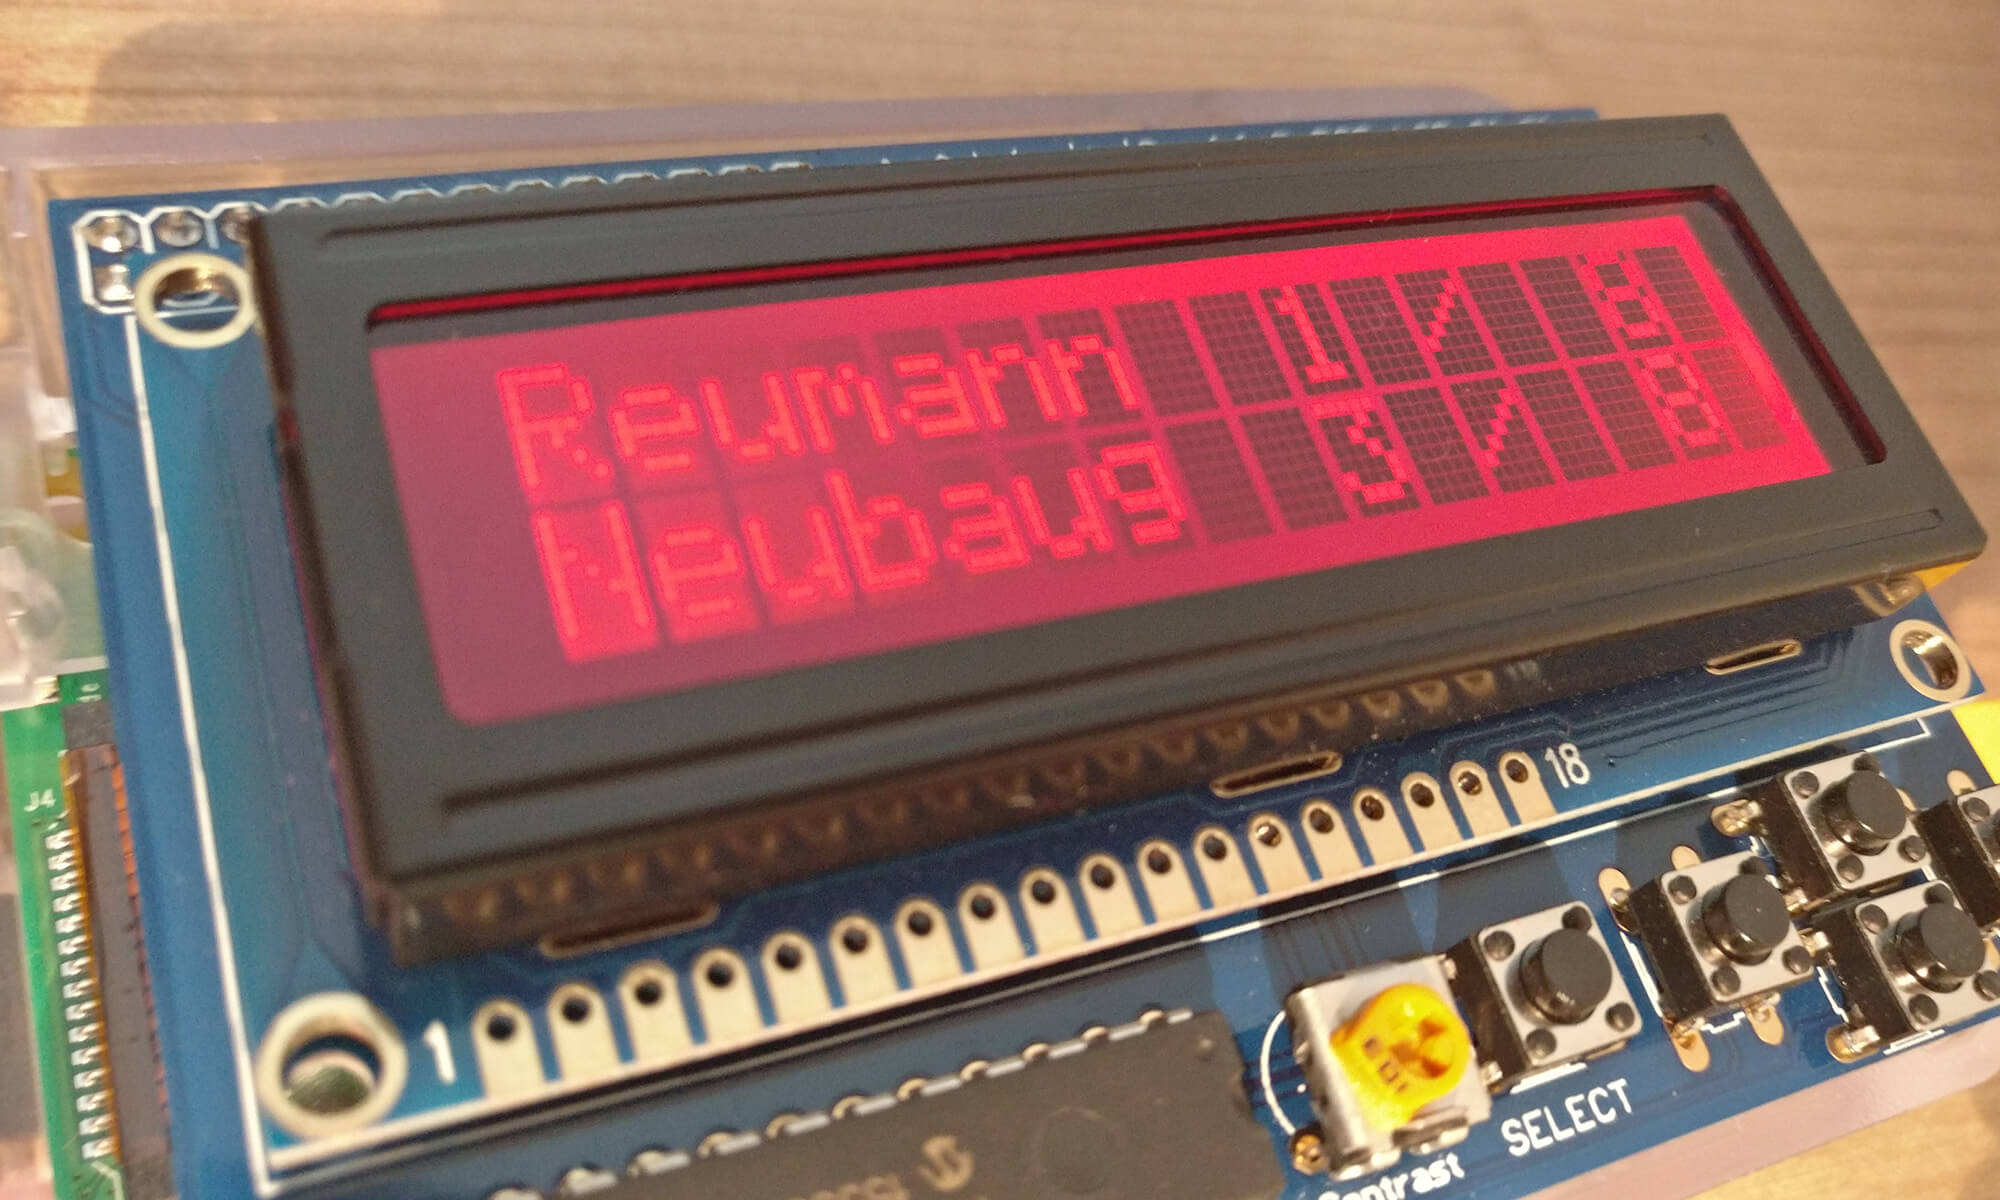 Reumann 1 / 8
Neubaug 3 / 8
18
J4
1
SELECT
Contrast